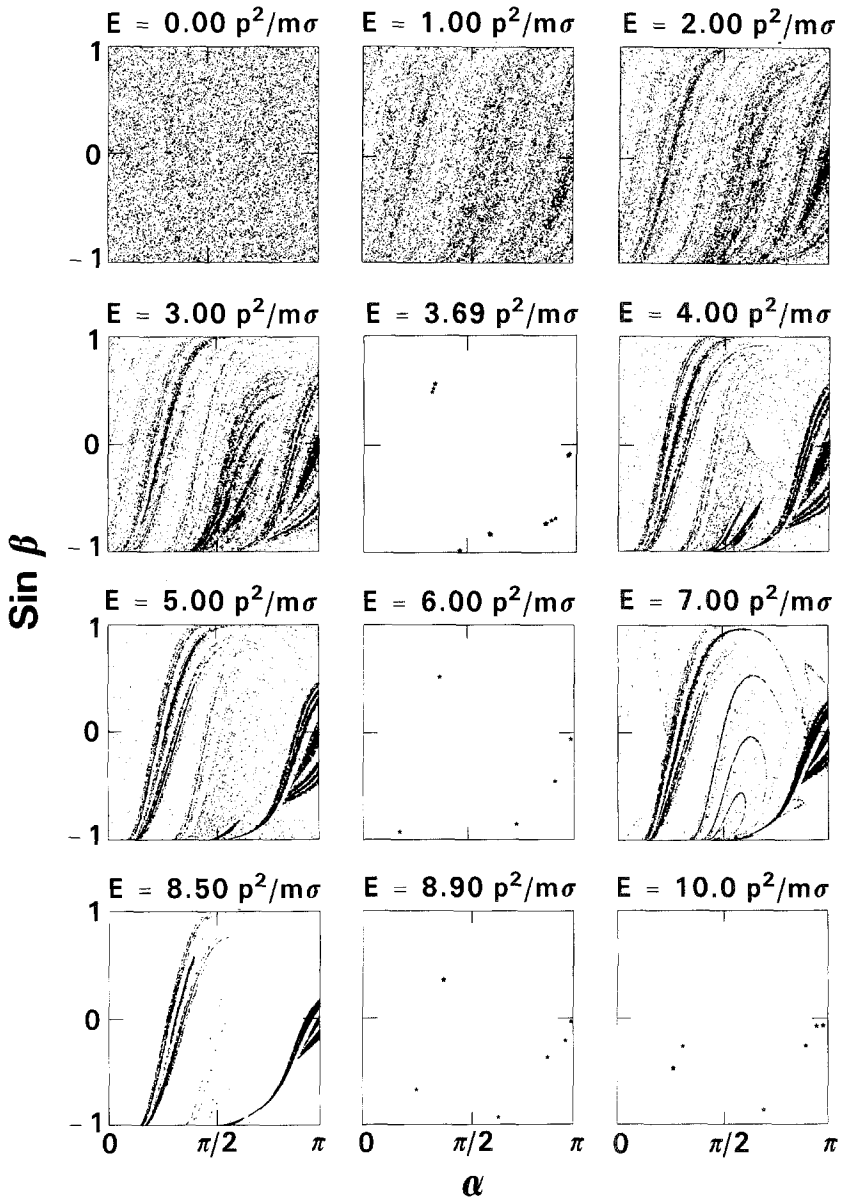 E = 0.00 p²/mσ E = 1.00 p²/mσ E = 2.00 p²/mσ
1
0
− 1
E = 3.00 p²/mσ E = 3.69 p²/mσ E = 4.00 p²/mσ
1
0
− 1
Sin β
E = 5.00 p²/mσ E = 6.00 p²/mσ E = 7.00 p²/mσ
1
0
− 1
E = 8.50 p²/mσ E = 8.90 p²/mσ E = 10.0 p²/mσ
1
0
− 1
0 π/2 π 0 π/2 π 0 π/2 π
α